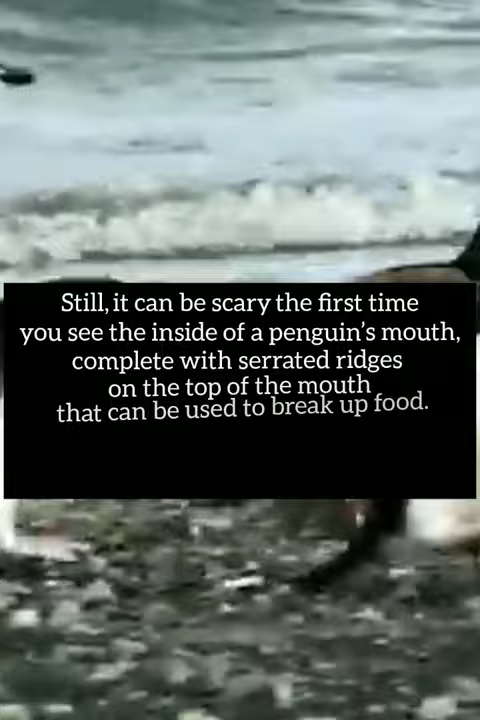 Still, it can be scary the first time
you see the inside of a penguin’s mouth,
complete with serrated ridges
on the top of the mouth
that can be used to break up food.